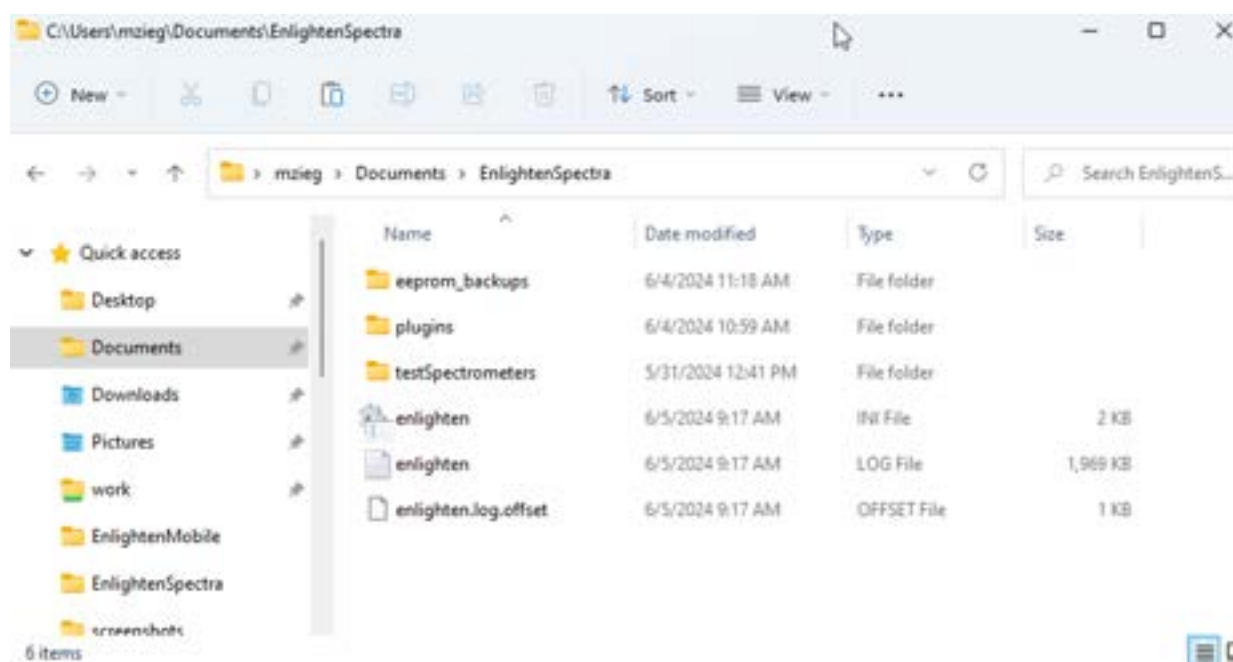 C:\Users\mzieg\Documents\EnlightenSpectra
New Sort View
mzieg > Documents > EnlightenSpectra Search EnlightenS...
Name Date modified Type Size
Quick access
Desktop
Documents
Downloads
Pictures
work
EnlightenMobile
EnlightenSpectra
screenshots
eeprom_backups 6/4/2024 11:18 AM File folder
plugins 6/4/2024 10:59 AM File folder
testSpectrometers 5/31/2024 12:41 PM File folder
enlighten 6/5/2024 9:17 AM INI File 2 KB
enlighten 6/5/2024 9:17 AM LOG File 1,969 KB
enlighten.log.offset 6/5/2024 9:17 AM OFFSET File 1 KB
6 items